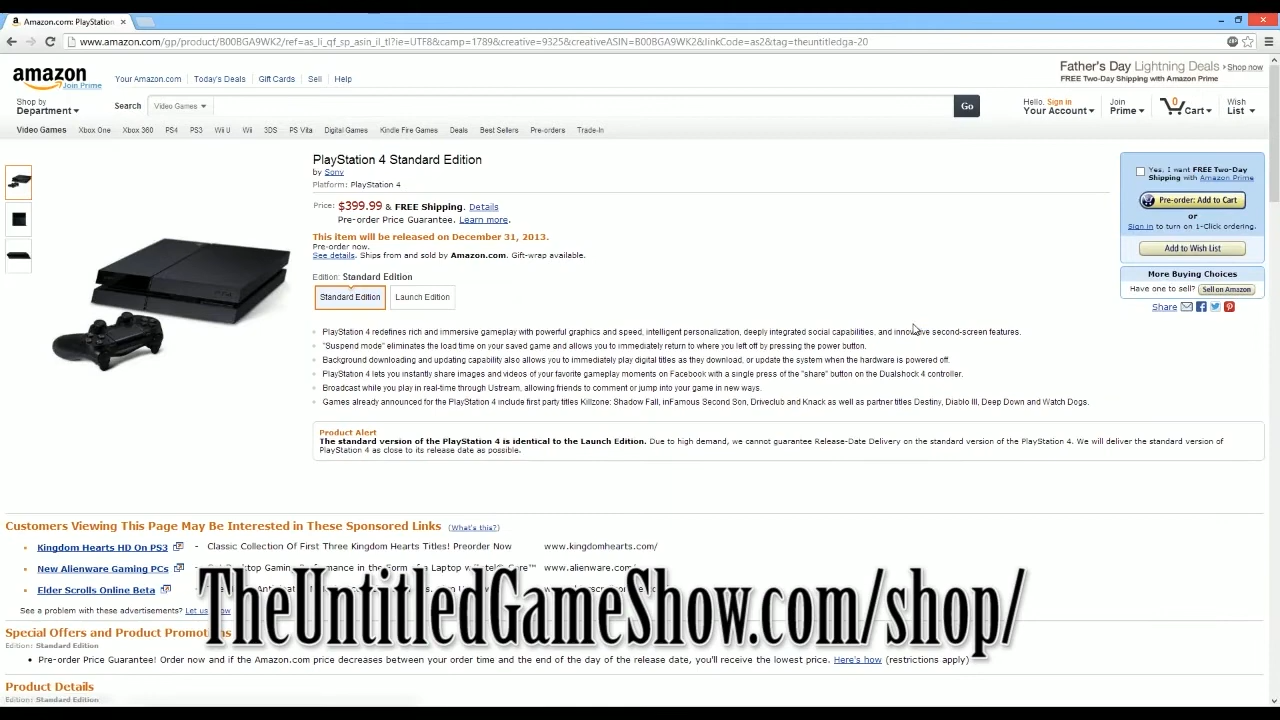 Amazon.com: PlayStation
www.amazon.com/gp/product/B00BGA9WK2/ref=as_li_qf_sp_asin_il_tl?ie=UTF8&camp=1789&creative=9325&creativeASIN=B00BGA9WK2&linkCode=as2&tag=theuntitledga-20
amazon
Join Prime
Your Amazon.com Today's Deals Gift Cards Sell Help
Father's Day Lightning Deals › Shop now
FREE Two-Day Shipping with Amazon Prime
Shop by
Department
Search Video Games
Go
Hello. Sign in
Your Account
Join
Prime
0
Cart
Wish
List
Video Games Xbox One Xbox 360 PS4 PS3 Wii U Wii 3DS PS Vita Digital Games Kindle Fire Games Deals Best Sellers Pre-orders Trade-In
PlayStation 4 Standard Edition
by Sony
Platform: PlayStation 4
Price: $399.99 & FREE Shipping. Details
Pre-order Price Guarantee. Learn more.
This item will be released on December 31, 2013.
Pre-order now.
See details. Ships from and sold by Amazon.com. Gift-wrap available.
Edition: Standard Edition
Standard Edition Launch Edition
PlayStation 4 redefines rich and immersive gameplay with powerful graphics and speed, intelligent personalization, deeply integrated social capabilities, and innovative second-screen features.
"Suspend mode" eliminates the load time on your saved game and allows you to immediately return to where you left off by pressing the power button.
Background downloading and updating capability also allows you to immediately play digital titles as they download, or update the system when the hardware is powered off.
PlayStation 4 lets you instantly share images and videos of your favorite gameplay moments on Facebook with a single press of the "share" button on the Dualshock 4 controller.
Broadcast while you play in real-time through Ustream, allowing friends to comment or jump into your game in new ways.
Games already announced for the PlayStation 4 include first party titles Killzone: Shadow Fall, inFamous Second Son, Driveclub and Knack as well as partner titles Destiny, Diablo III, Deep Down and Watch Dogs.
Product Alert
The standard version of the PlayStation 4 is identical to the Launch Edition. Due to high demand, we cannot guarantee Release-Date Delivery on the standard version of the PlayStation 4. We will deliver the standard version of
PlayStation 4 as close to its release date as possible.
Yes, I want FREE Two-Day
Shipping with Amazon Prime
Pre-order: Add to Cart
or
Sign in to turn on 1-Click ordering.
Add to Wish List
More Buying Choices
Have one to sell? Sell on Amazon
Share
Customers Viewing This Page May Be Interested in These Sponsored Links (What's this?)
Kingdom Hearts HD On PS3 - Classic Collection Of First Three Kingdom Hearts Titles! Preorder Now www.kingdomhearts.com/
New Alienware Gaming PCs - Desktop Gaming Performance in the Form of a Laptop www.alienware.com/
Elder Scrolls Online Beta
See a problem with these advertisements? Let us
TheUntitledGameShow.com/shop/
Special Offers and Product Promotions
Edition: Standard Edition
Pre-order Price Guarantee! Order now and if the Amazon.com price decreases between your order time and the end of the day of the release date, you'll receive the lowest price. Here's how (restrictions apply)
Product Details
Edition: Standard Edition